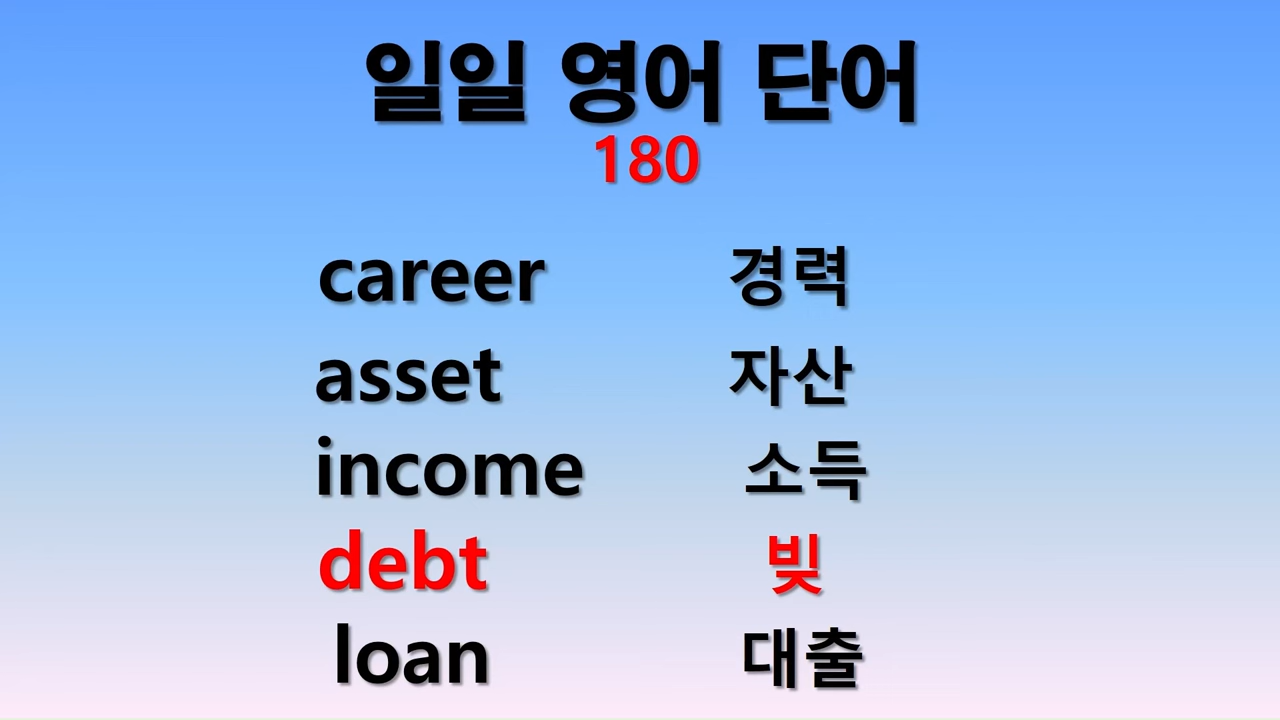 일일 영어 단어
180
career 경력
asset 자산
income 소득
debt 빚
loan 대출